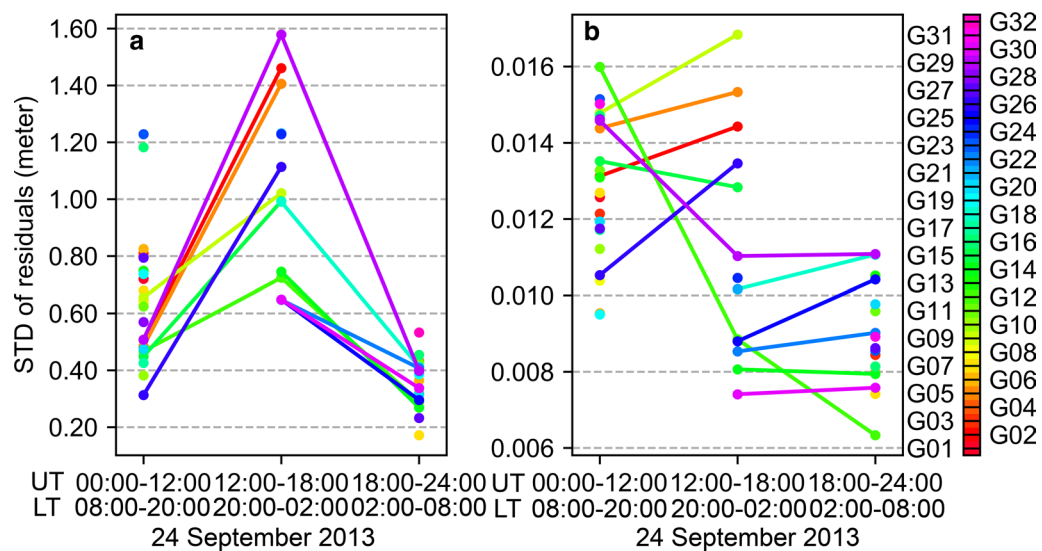 a
b
STD of residuals (meter)
1.60
1.40
1.20
1.00
0.80
0.60
0.40
0.20
0.016
0.014
0.012
0.010
0.008
0.006
UT 00:00-12:00 12:00-18:00 18:00-24:00
LT 08:00-20:00 20:00-02:00 02:00-08:00
24 September 2013
UT 00:00-12:00 12:00-18:00 18:00-24:00
LT 08:00-20:00 20:00-02:00 02:00-08:00
24 September 2013
G32
G31
G30
G29
G28
G27
G26
G25
G24
G23
G22
G21
G20
G19
G18
G17
G16
G15
G14
G13
G12
G11
G10
G09
G08
G07
G06
G05
G04
G03
G02
G01